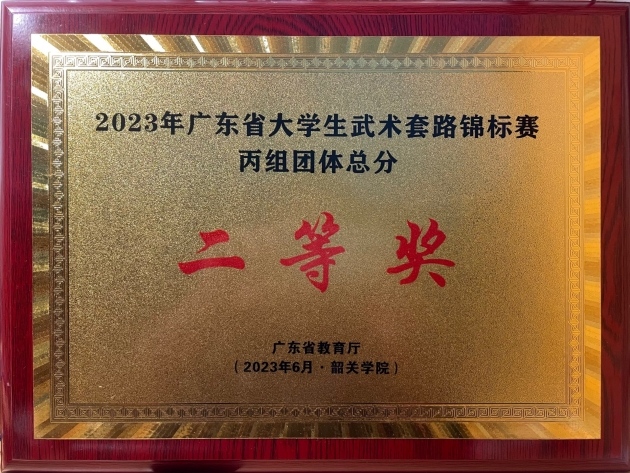 2023年广东省大学生武术套路锦标赛
丙组团体总分
二等奖
广东省教育厅
（2023年6月·韶关学院）